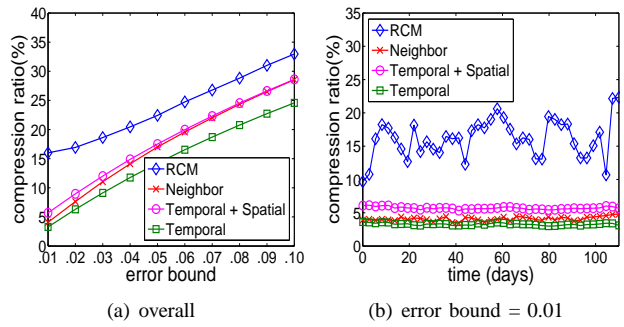 40
35
30
25
20
15
10
5
0
compression ratio(%)
RCM
Neighbor
Temporal + Spatial
Temporal
.01 .02 .03 .04 .05 .06 .07 .08 .09 .10
error bound
(a) overall
35
30
25
20
15
10
5
0
compression ratio(%)
RCM
Neighbor
Temporal + Spatial
Temporal
0 20 40 60 80 100
time (days)
(b) error bound = 0.01